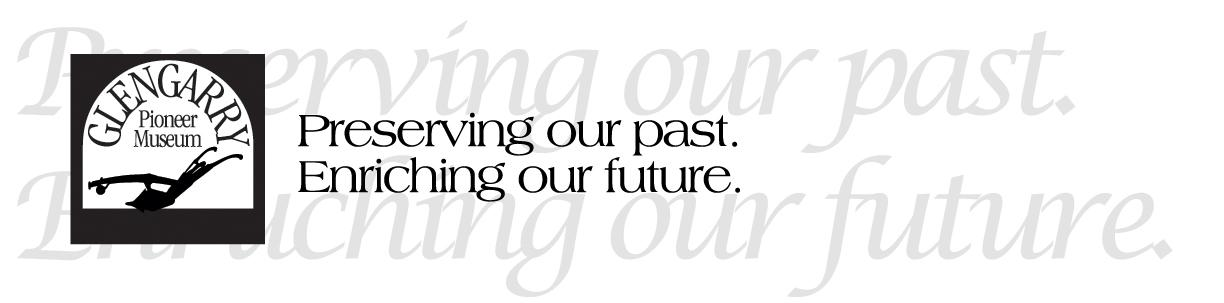 GLENGARRY
Pioneer
Museum
Preserving our past.
Enriching our future.
Preserving our past.
Enriching our future.